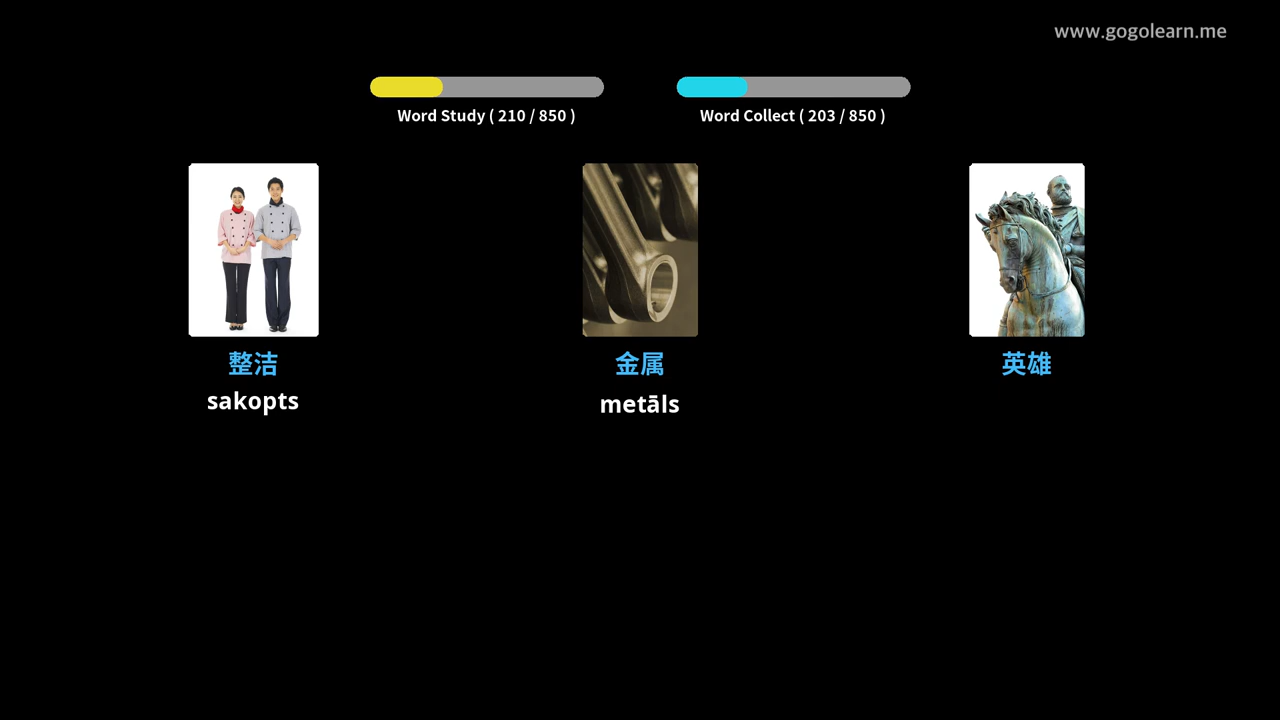 www.gogolearn.me
Word Study ( 210 / 850 )
Word Collect ( 203 / 850 )
整洁
sakopts
金属
metāls
英雄